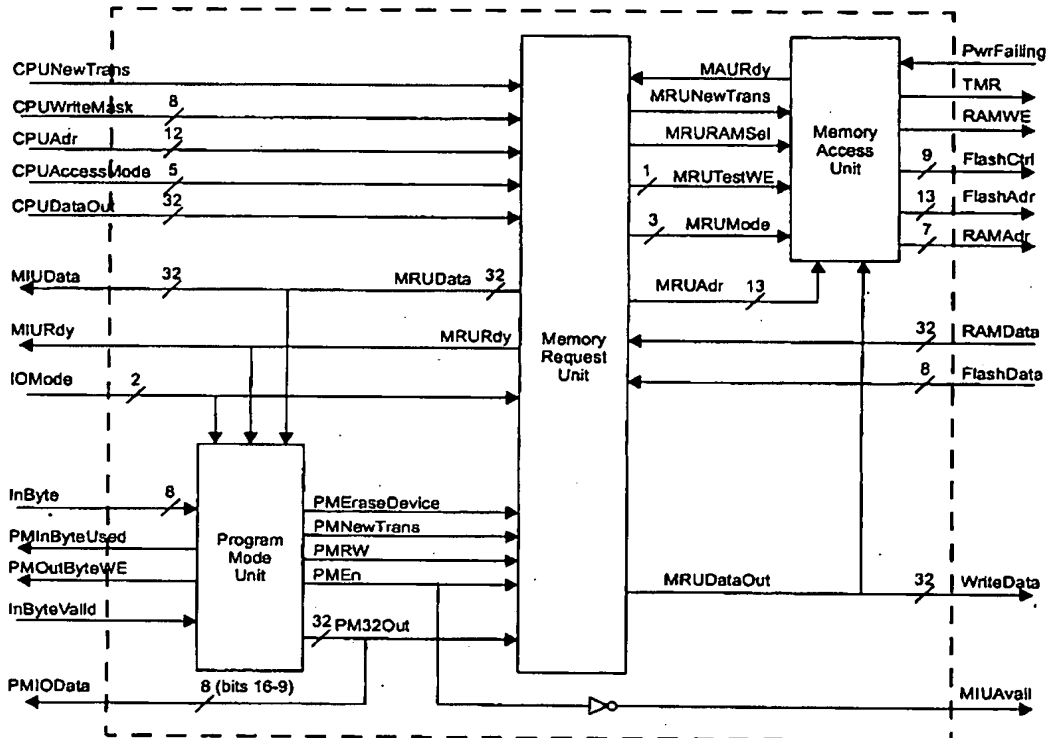 CPUNewTrans
CPUWriteMask 8
CPUAdr 12
CPUAccessMode 5
CPUDataOut 32
MIUData 32
MIURdy
IOMode 2
MRUData 32
MRURdy
Memory
Request
Unit
MAURdy
MRUNewTrans
MRURAMSel
1 MRUTestWE
3 MRUMode
MRUAdr 13
Memory
Access
Unit
PwrFailing
TMR
RAMWE
9 FlashCtrl
13 FlashAdr
7 RAMAdr
32 RAMData
8 FlashData
InByte 8
PMInByteUsed
PMOutByteWE
InByteValid
Program
Mode
Unit
PMEraseDevice
PMNewTrans
PMRW
PMEn
32 PM32Out
MRUDataOut
32 WriteData
PMIOData
8 (bits 16-9)
MIUAvail